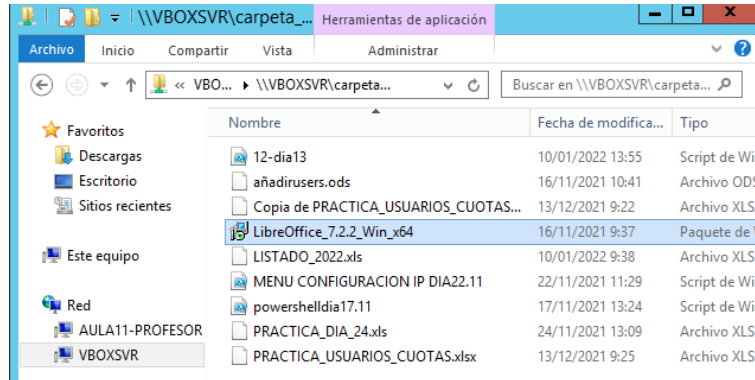 \\VBOXSVR\carpeta_... Herramientas de aplicación
Archivo Inicio Compartir Vista Administrar
« VBO... \\VBOXSVR\carpeta... Buscar en \\VBOXSVR\carpeta...
Favoritos
Descargas
Escritorio
Sitios recientes
Este equipo
Red
AULA11-PROFESOR
VBOXSVR
Nombre Fecha de modifica... Tipo
12-dia13 10/01/2022 13:55 Script de Wi
añadirusers.ods 16/11/2021 10:41 Archivo ODS
Copia de PRACTICA_USUARIOS_CUOTAS... 13/12/2021 9:22 Archivo XLS
LibreOffice_7.2.2_Win_x64 16/11/2021 9:37 Paquete de
LISTADO_2022.xls 10/01/2022 9:38 Archivo XLS
MENU CONFIGURACION IP DIA22.11 22/11/2021 11:29 Script de Wi
powershelldia17.11 17/11/2021 13:24 Script de Wi
PRACTICA_DIA_24.xls 24/11/2021 13:09 Archivo XLS
PRACTICA_USUARIOS_CUOTAS.xlsx 13/12/2021 9:25 Archivo XLS